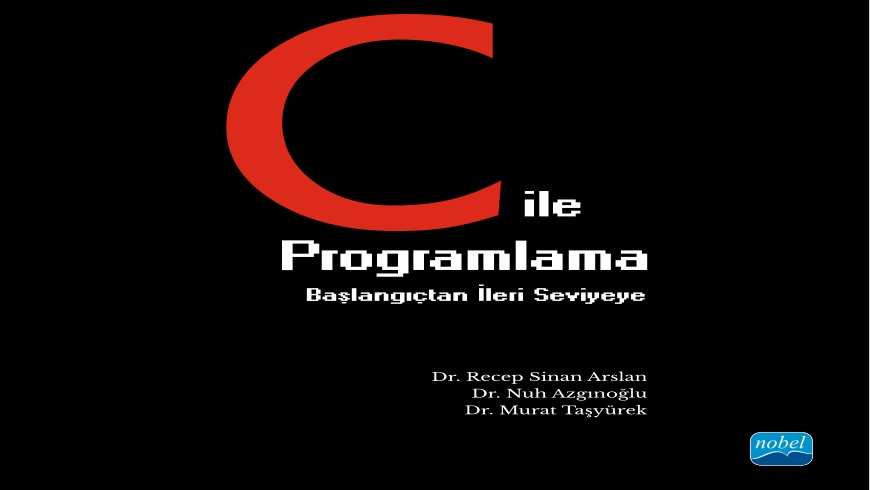 C ile
Programlama
Başlangıçtan İleri Seviyeye
Dr. Recep Sinan Arslan
Dr. Nuh Azgınoğlu
Dr. Murat Taşyürek
nobel